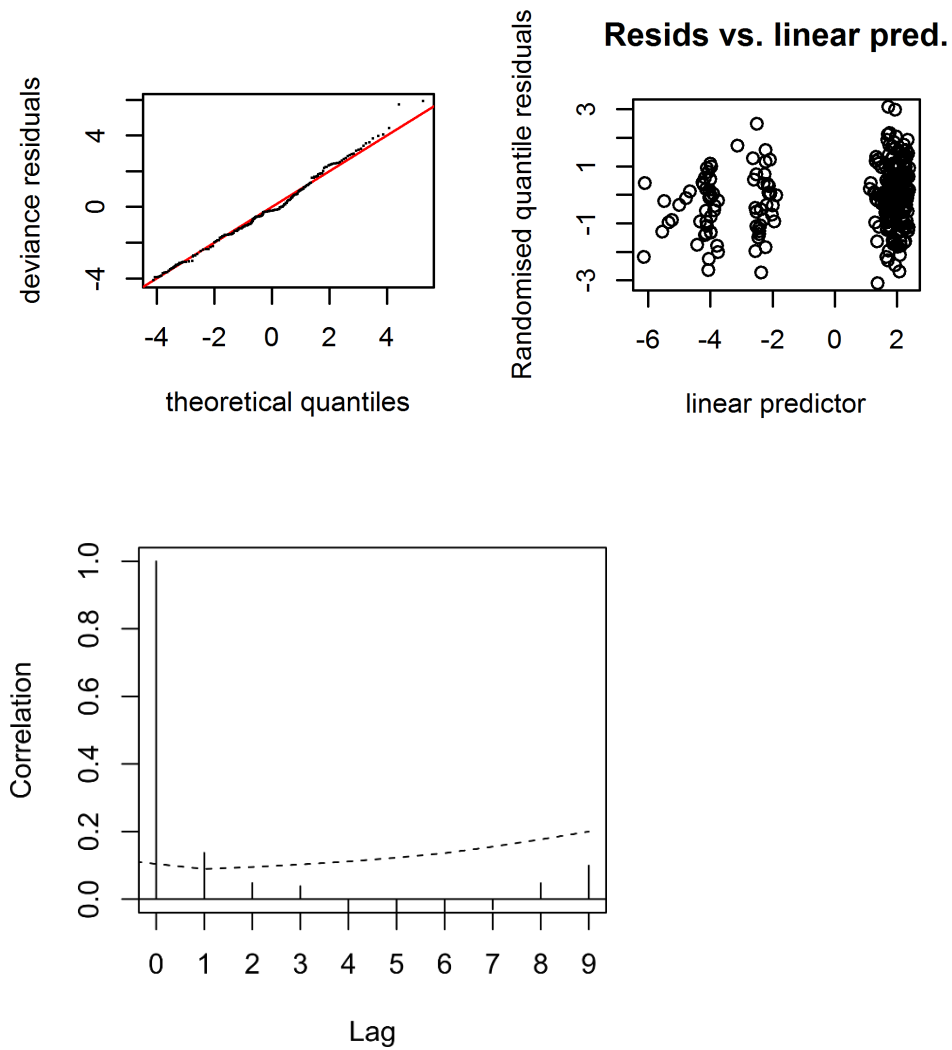 Resids vs. linear pred.
deviance residuals
4
0
-4
-4 -2 0 2 4
theoretical quantiles
Randomised quantile residuals
3
1
-1
-3
-6 -4 -2 0 2
linear predictor
Correlation
1.0
0.8
0.6
0.4
0.2
0.0
0 1 2 3 4 5 6 7 8 9
Lag